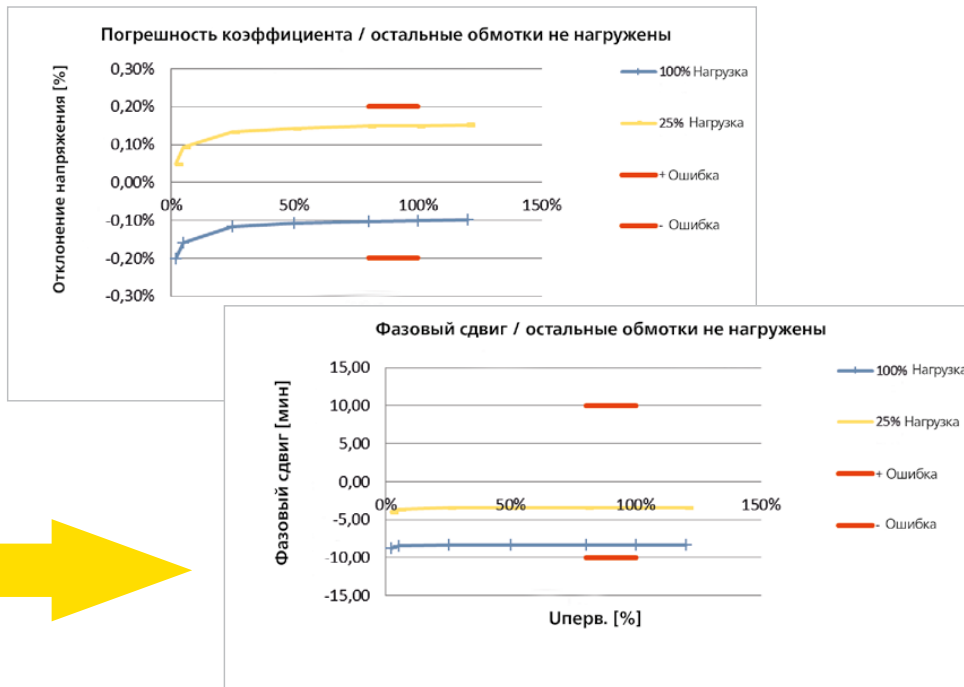 Погрешность коэффициента / остальные обмотки не нагружены
Отклонение напряжения [%]
0,30%
0,20%
0,10%
0,00%
-0,10%
-0,20%
-0,30%
0%
50%
100%
150%
100% Нагрузка
25% Нагрузка
+ Ошибка
- Ошибка
Фазовый сдвиг / остальные обмотки не нагружены
Фазовый сдвиг [мин]
15,00
10,00
5,00
0,00
-5,00
-10,00
-15,00
0%
50%
100%
150%
Uперв. [%]
100% Нагрузка
25% Нагрузка
+ Ошибка
- Ошибка